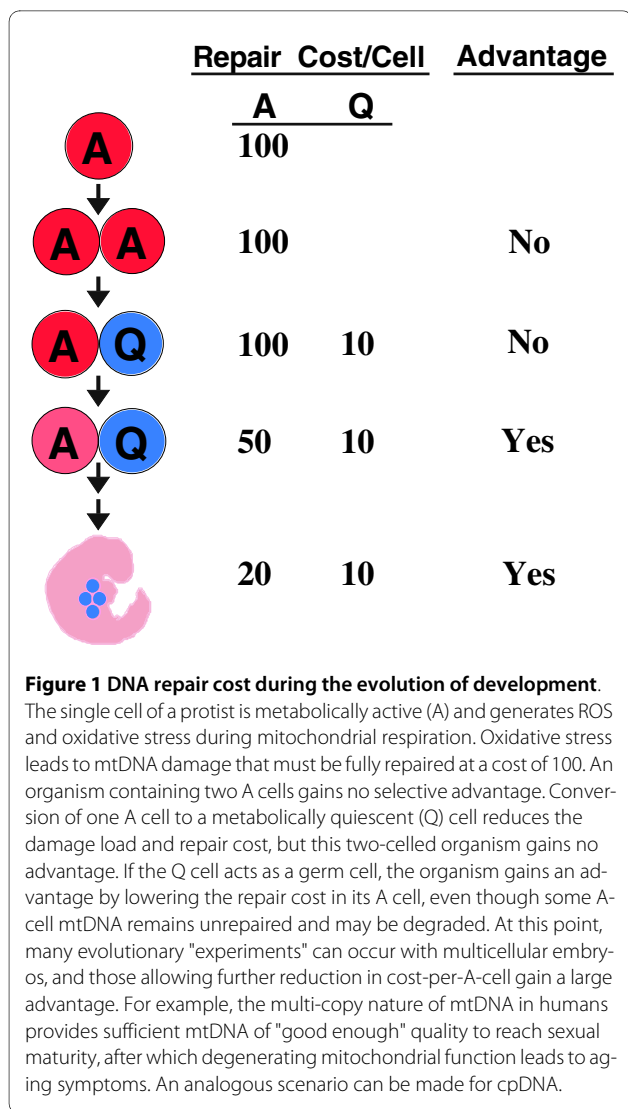 Repair Cost/Cell Advantage
A Q
A 100
A A 100 No
A Q 100 10 No
A Q 50 10 Yes
20 10 Yes
Figure 1 DNA repair cost during the evolution of development.
The single cell of a protist is metabolically active (A) and generates ROS
and oxidative stress during mitochondrial respiration. Oxidative stress
leads to mtDNA damage that must be fully repaired at a cost of 100. An
organism containing two A cells gains no selective advantage. Conver-
sion of one A cell to a metabolically quiescent (Q) cell reduces the
damage load and repair cost, but this two-celled organism gains no
advantage. If the Q cell acts as a germ cell, the organism gains an ad-
vantage by lowering the repair cost in its A cell, even though some A-
cell mtDNA remains unrepaired and may be degraded. At this point,
many evolutionary "experiments" can occur with multicellular embry-
os, and those allowing further reduction in cost-per-A-cell gain a large
advantage. For example, the multi-copy nature of mtDNA in humans
provides sufficient mtDNA of "good enough" quality to reach sexual
maturity, after which degenerating mitochondrial function leads to ag-
ing symptoms. An analogous scenario can be made for cpDNA.